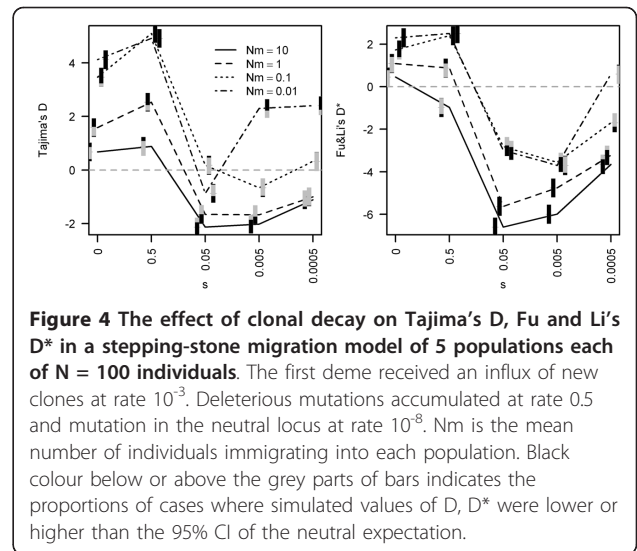 Tajima's D
4
2
0
-2
0
0.5
0.05
0.005
0.0005
s
Nm = 10
Nm = 1
Nm = 0.1
Nm = 0.01
Fu&Li's D*
2
0
-2
-4
-6
0
0.5
0.05
0.005
0.0005
s
Figure 4 The effect of clonal decay on Tajima's D, Fu and Li's
D* in a stepping-stone migration model of 5 populations each
of N = 100 individuals. The first deme received an influx of new
clones at rate 10⁻³. Deleterious mutations accumulated at rate 0.5
and mutation in the neutral locus at rate 10⁻⁸. Nm is the mean
number of individuals immigrating into each population. Black
colour below or above the grey parts of bars indicates the
proportions of cases where simulated values of D, D* were lower or
higher than the 95% CI of the neutral expectation.